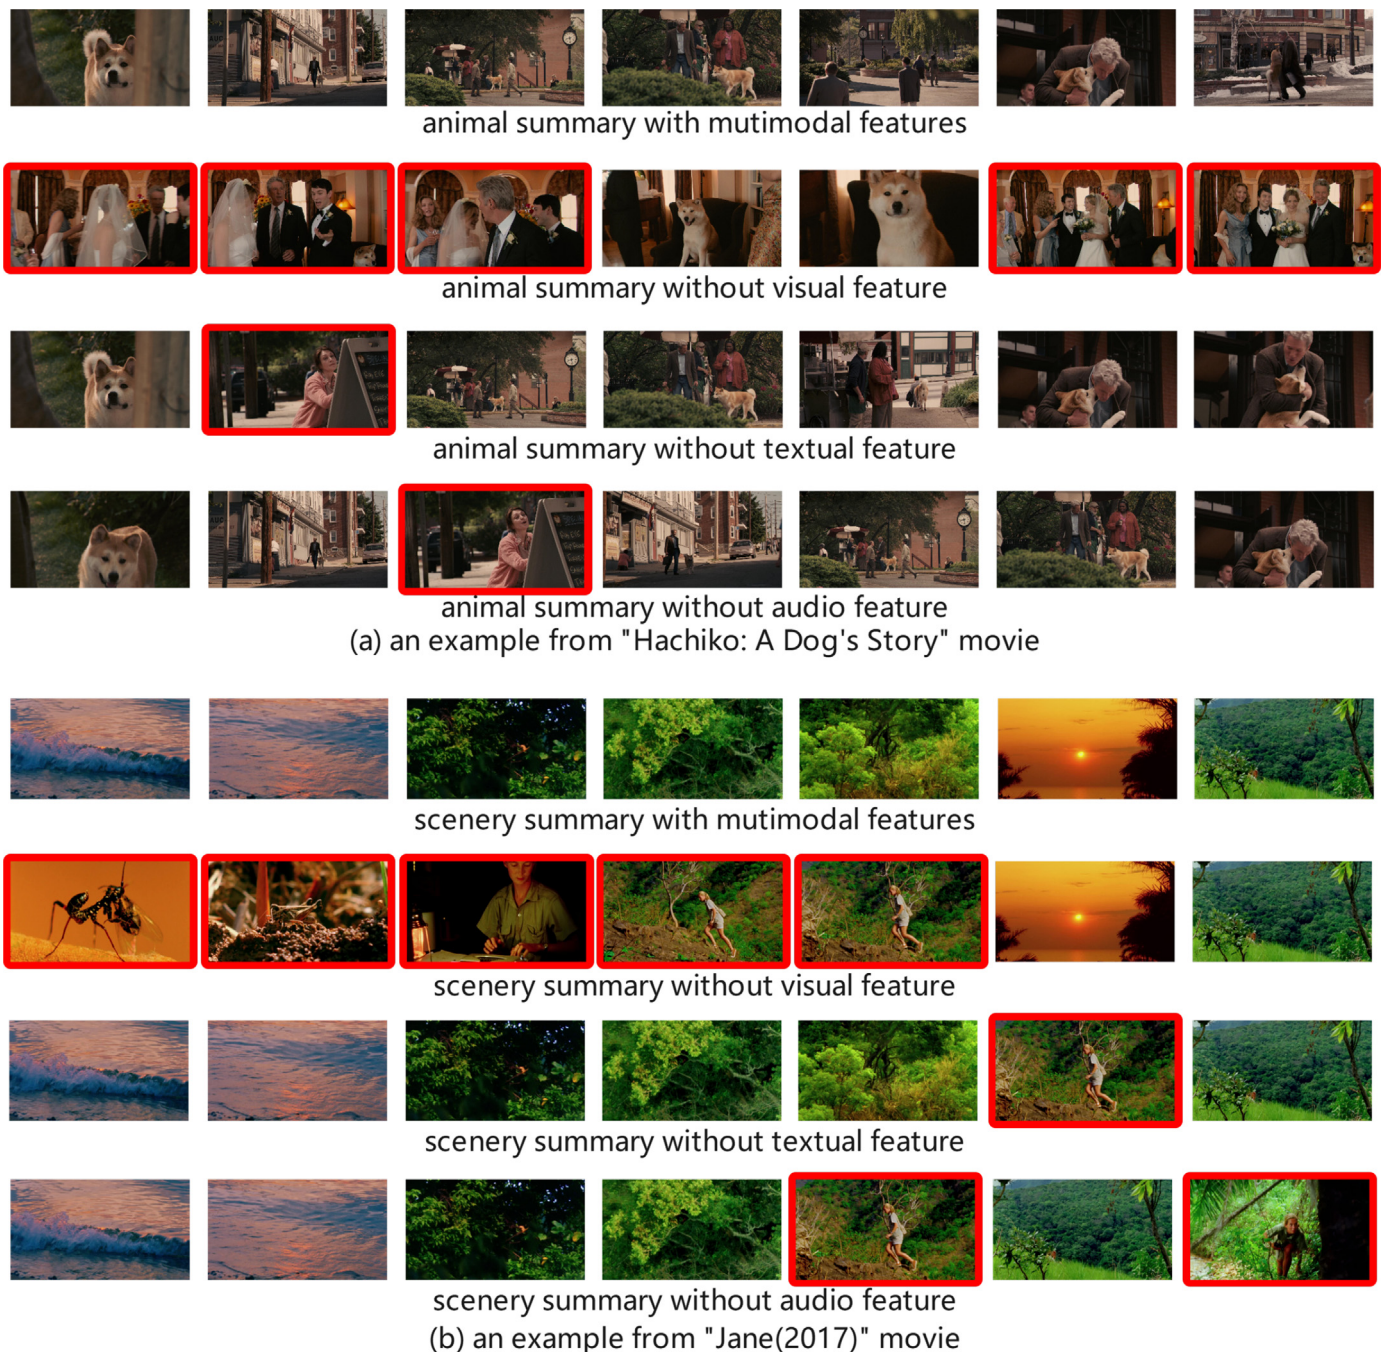 animal summary with mutimodal features
animal summary without visual feature
animal summary without textual feature
animal summary without audio feature
(a) an example from "Hachiko: A Dog's Story" movie
scenery summary with mutimodal features
scenery summary without visual feature
scenery summary without textual feature
scenery summary without audio feature
(b) an example from "Jane(2017)" movie